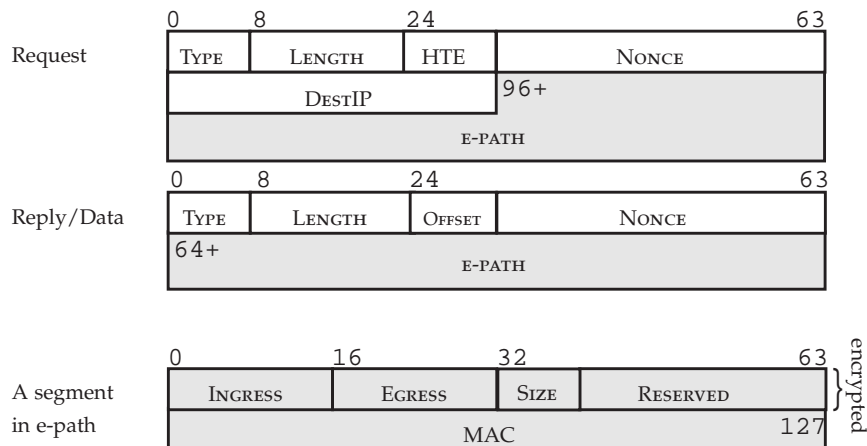 0 8 24 63
Request TYPE LENGTH HTE NONCE
DESTIP 96+
E-PATH
0 8 24 63
Reply/Data TYPE LENGTH OFFSET NONCE
64+
E-PATH
0 16 32 63
A segment INGRESS EGRESS SIZE RESERVED encrypted
in e-path MAC 127